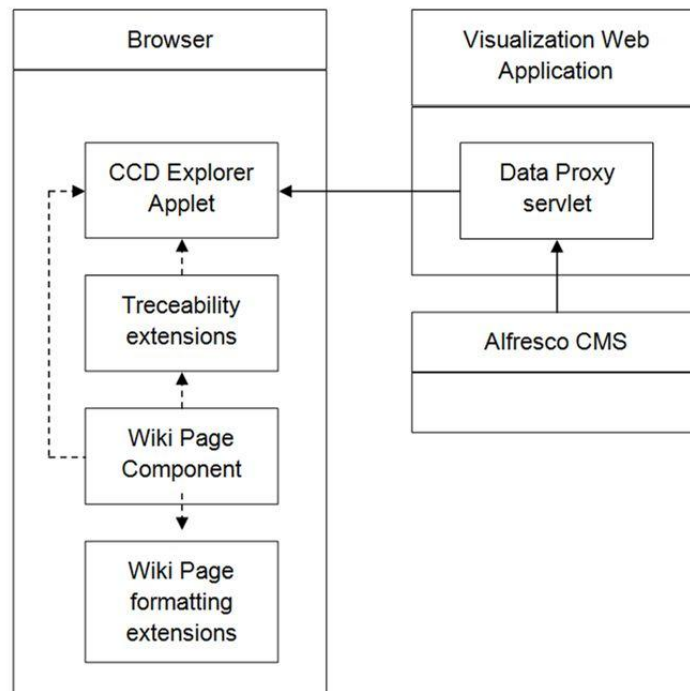 Browser
CCD Explorer
Applet
Treceability
extensions
Wiki Page
Component
Wiki Page
formatting
extensions
Visualization Web
Application
Data Proxy
servlet
Alfresco CMS